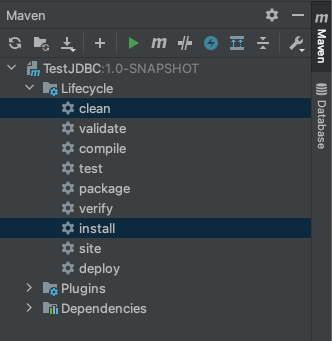 Maven
m
TestJDBC:1.0-SNAPSHOT
Lifecycle
clean
validate
compile
test
package
verify
install
site
deploy
Plugins
Dependencies
m
Maven
Database